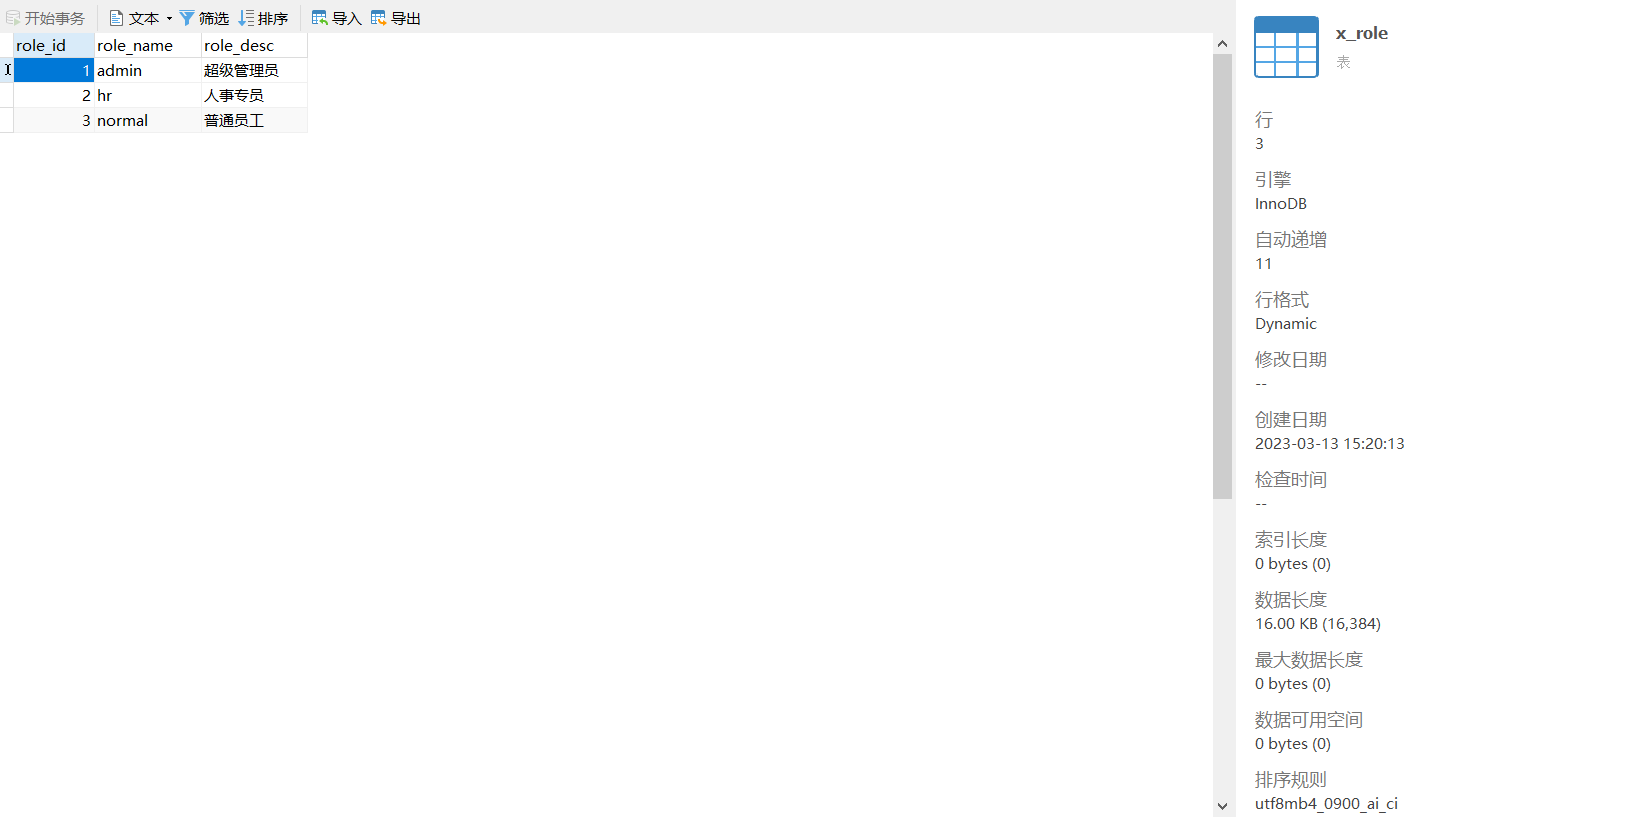 开始事务 文本 筛选 排序 导入 导出
role_id role_name role_desc
1 admin 超级管理员
2 hr 人事专员
3 normal 普通员工
x_role
表
行
3
引擎
InnoDB
自动递增
11
行格式
Dynamic
修改日期
--
创建日期
2023-03-13 15:20:13
检查时间
--
索引长度
0 bytes (0)
数据长度
16.00 KB (16,384)
最大数据长度
0 bytes (0)
数据可用空间
0 bytes (0)
排序规则
utf8mb4_0900_ai_ci